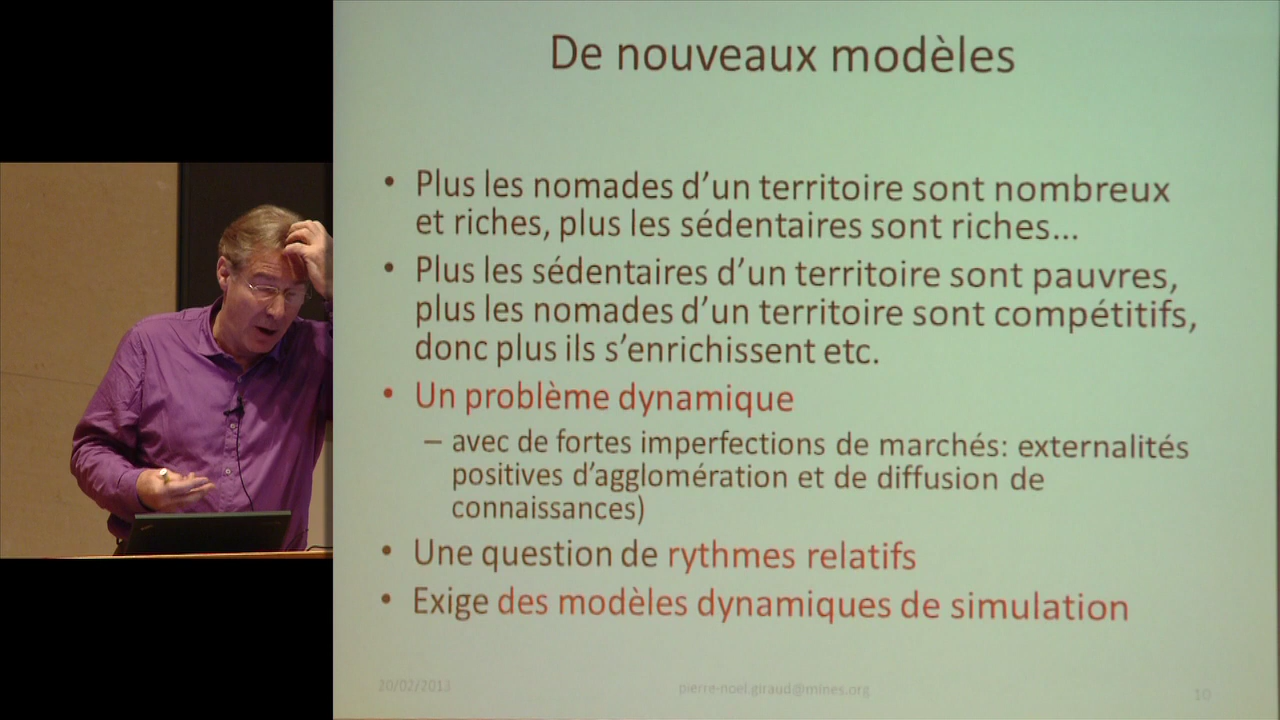 De nouveaux modèles
• Plus les nomades d'un territoire sont nombreux
et riches, plus les sédentaires sont riches...
• Plus les sédentaires d'un territoire sont pauvres,
plus les nomades d'un territoire sont compétitifs,
donc plus ils s'enrichissent etc.
• Un problème dynamique
– avec de fortes imperfections de marchés: externalités
positives d'agglomération et de diffusion de
connaissances)
• Une question de rythmes relatifs
• Exige des modèles dynamiques de simulation
20/02/2013
pierre-noel.giraud@mines.org
10